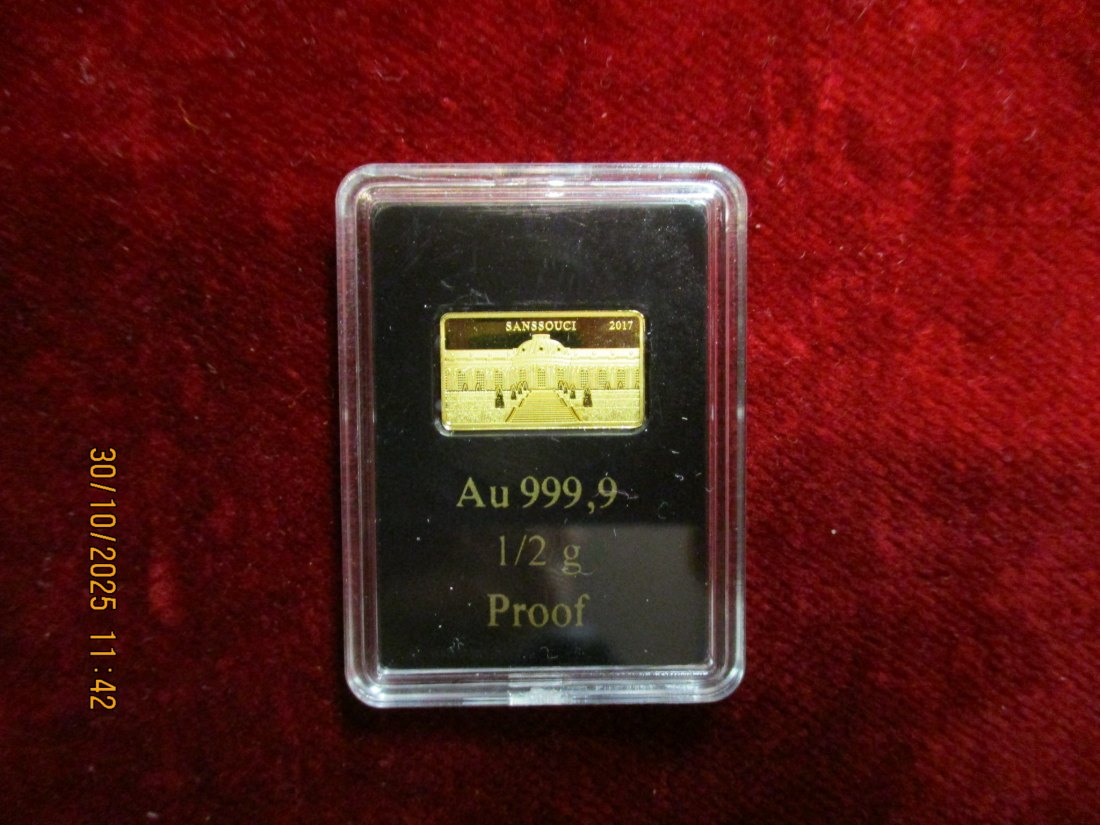 SANSSOUCI 2017
Au 999,9
1/2 g
Proof
30/10/2025 11:42